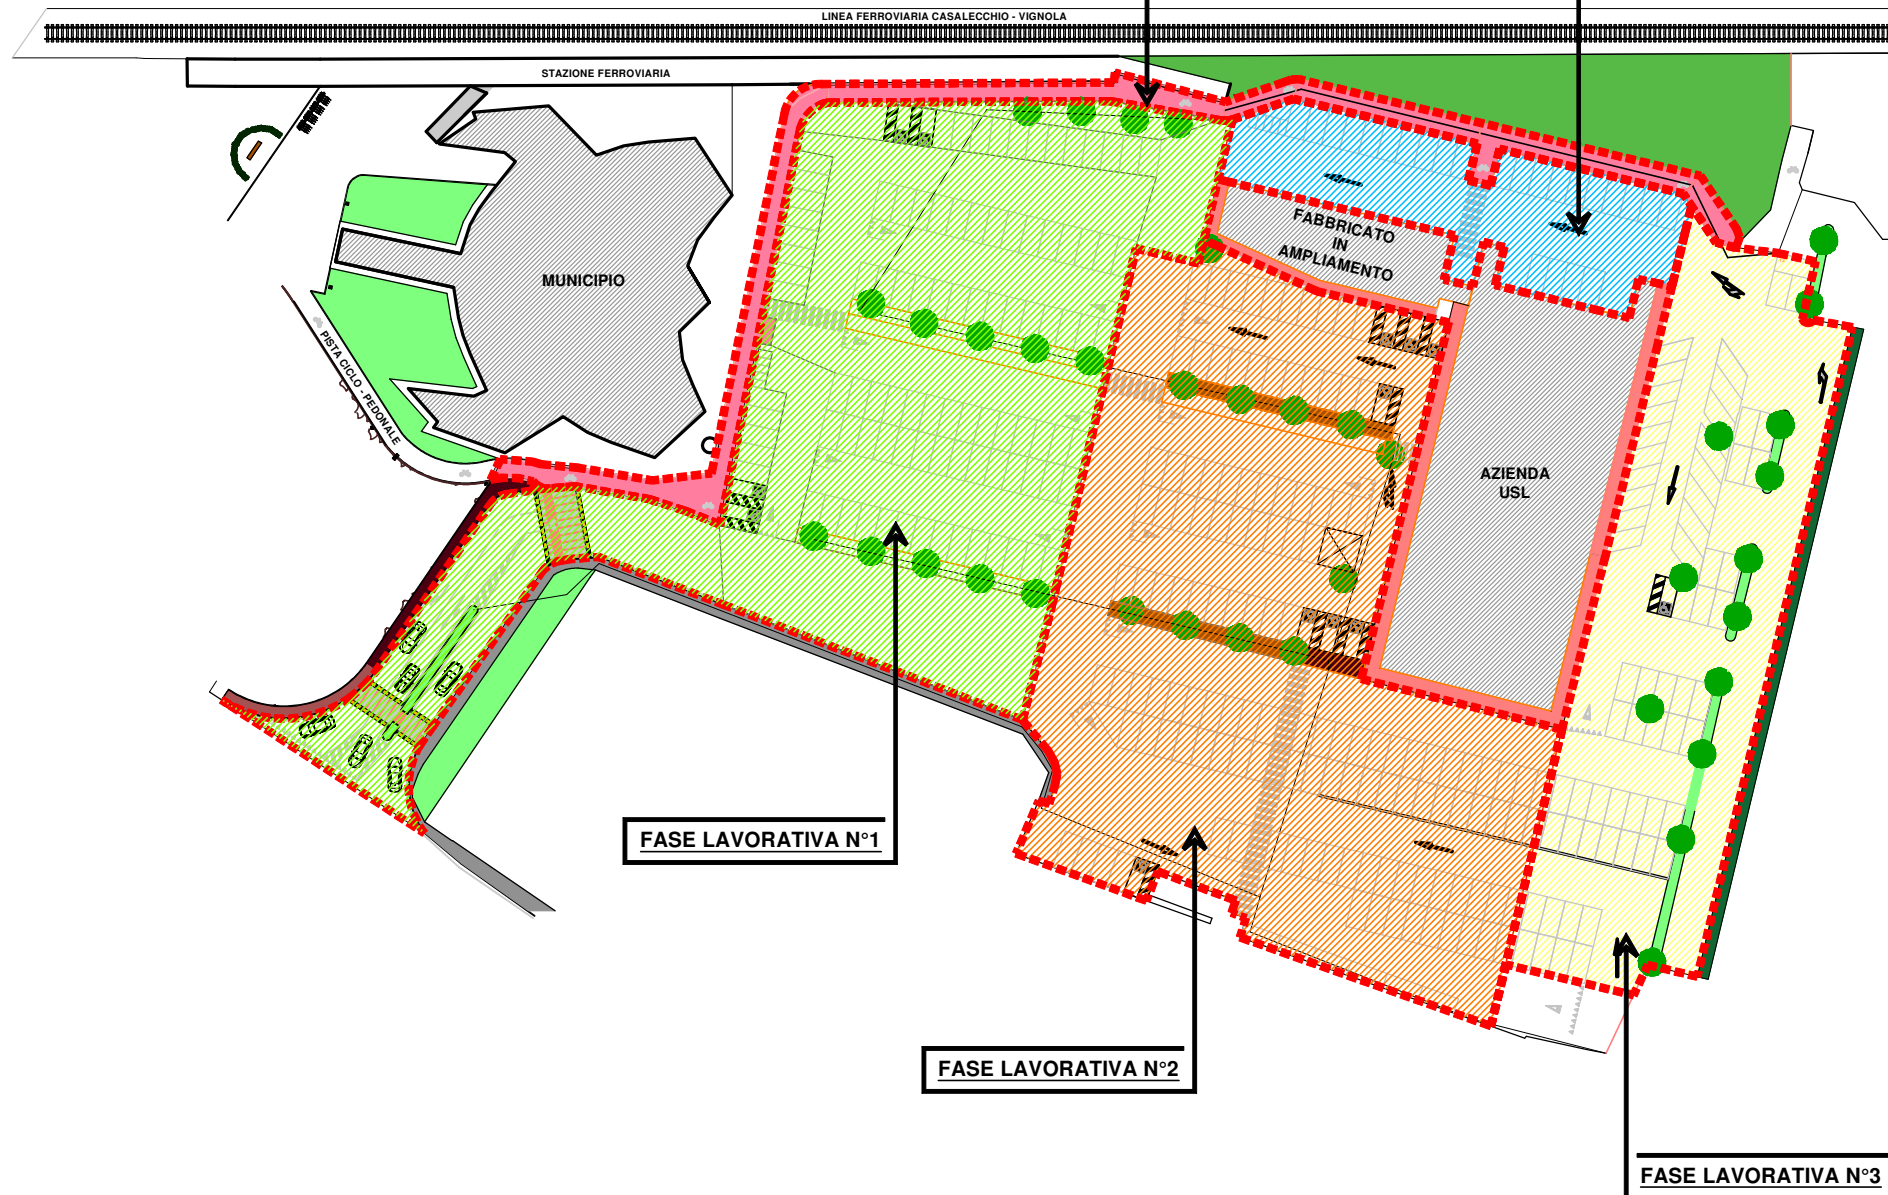 LINEA FERROVIARIA CASALECCHIO - VIGNOLA
STAZIONE FERROVIARIA
FABBRICATO
IN
AMPLIAMENTO
MUNICIPIO
PISTA CICLO - PEDONALE
AZIENDA
USL
FASE LAVORATIVA N°1
FASE LAVORATIVA N°2
FASE LAVORATIVA N°3